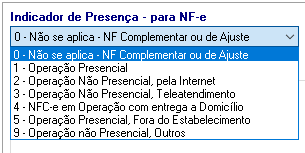 Indicador de Presença - para NF-e
0 - Não se aplica - NF Complementar ou de Ajuste
0 - Não se aplica - NF Complementar ou de Ajuste
1 - Operação Presencial
2 - Operação Não Presencial, pela Internet
3 - Operação Não Presencial, Teleatendimento
4 - NFC-e em Operação com entrega a Domicílio
5 - Operação Presencial, Fora do Estabelecimento
9 - Operação não Presencial, Outros